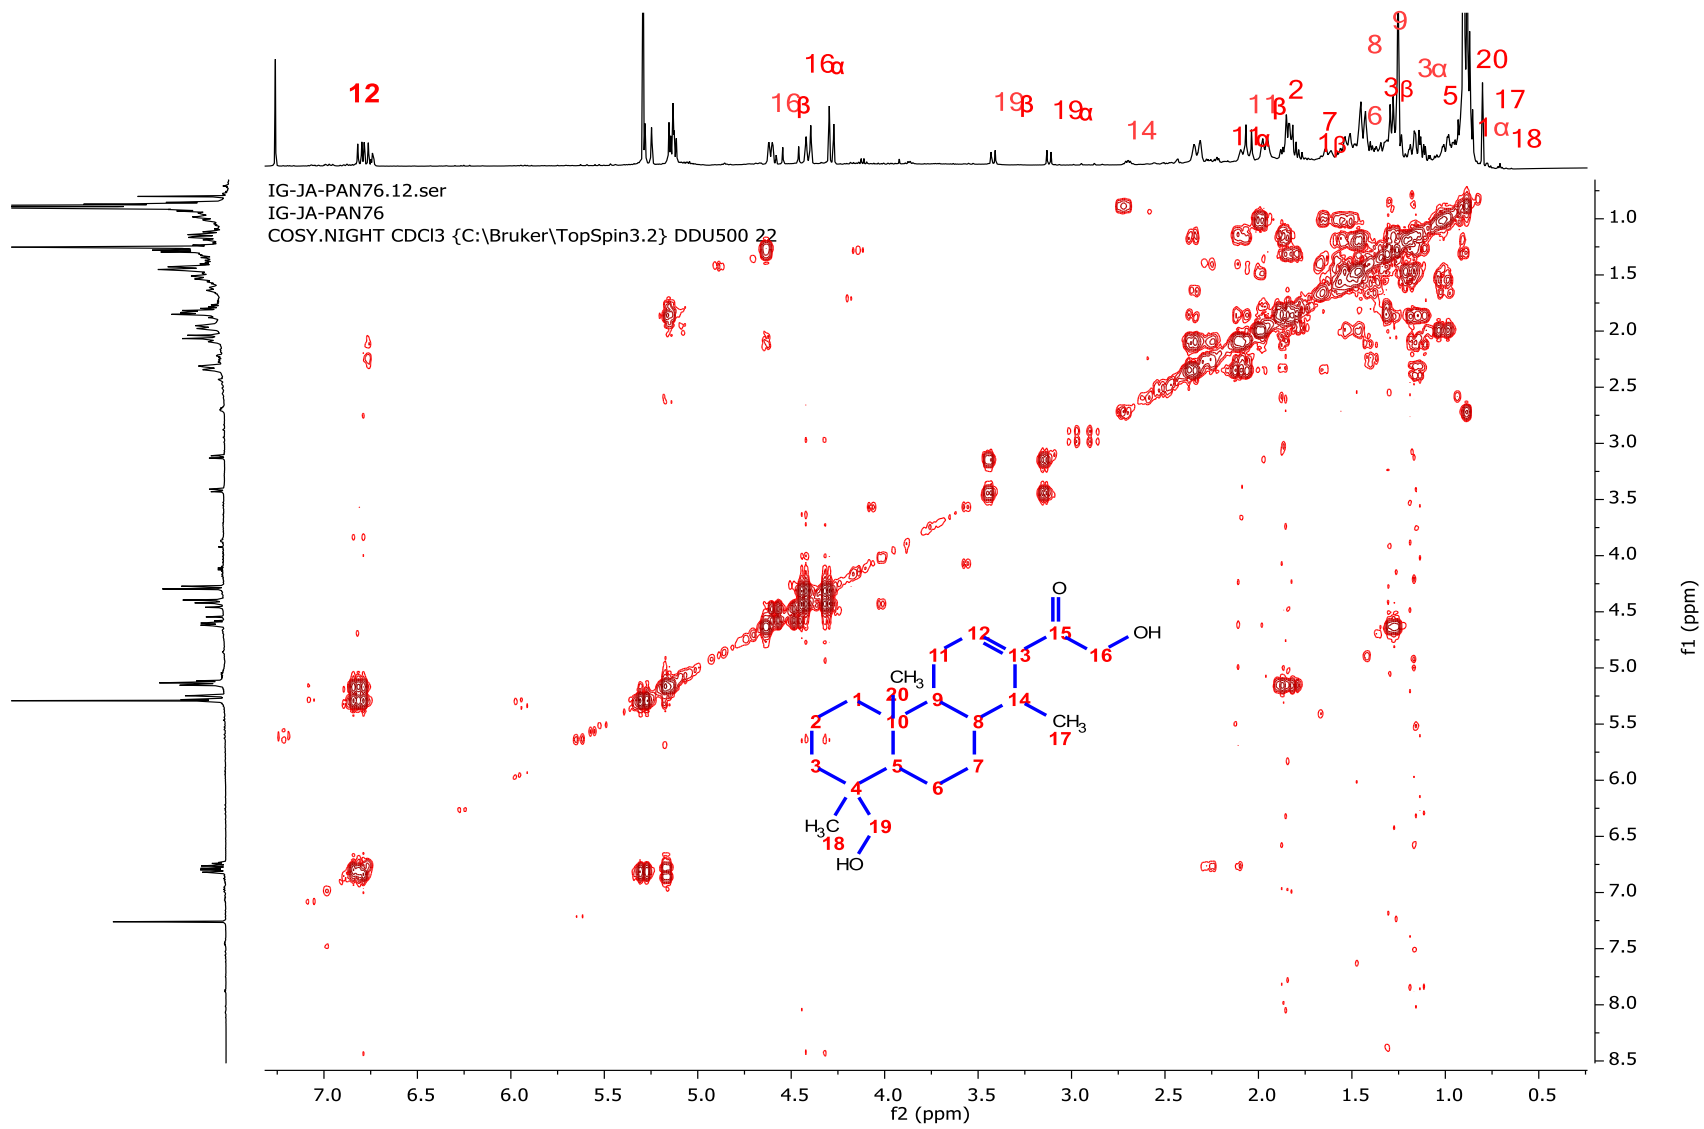 12
16β
16α
19β
19α
14
11β
2
11α
7
1β
8
9
6
3β
3α
5
20
17
1α
18
IG-JA-PAN76.12.ser
IG-JA-PAN76
COSY.NIGHT CDCl3 {C:\Bruker\TopSpin3.2} DDU500 22
1.0
1.5
2.0
2.5
3.0
3.5
4.0
4.5
5.0
5.5
6.0
6.5
7.0
7.5
8.0
8.5
f1 (ppm)
O
12
15
OH
11
13
16
CH3
20
1
9
14
2
10
8
CH3
17
3
5
7
4
6
H3C
18
19
HO
7.0
6.5
6.0
5.5
5.0
4.5
4.0
3.5
3.0
2.5
2.0
1.5
1.0
0.5
f2 (ppm)